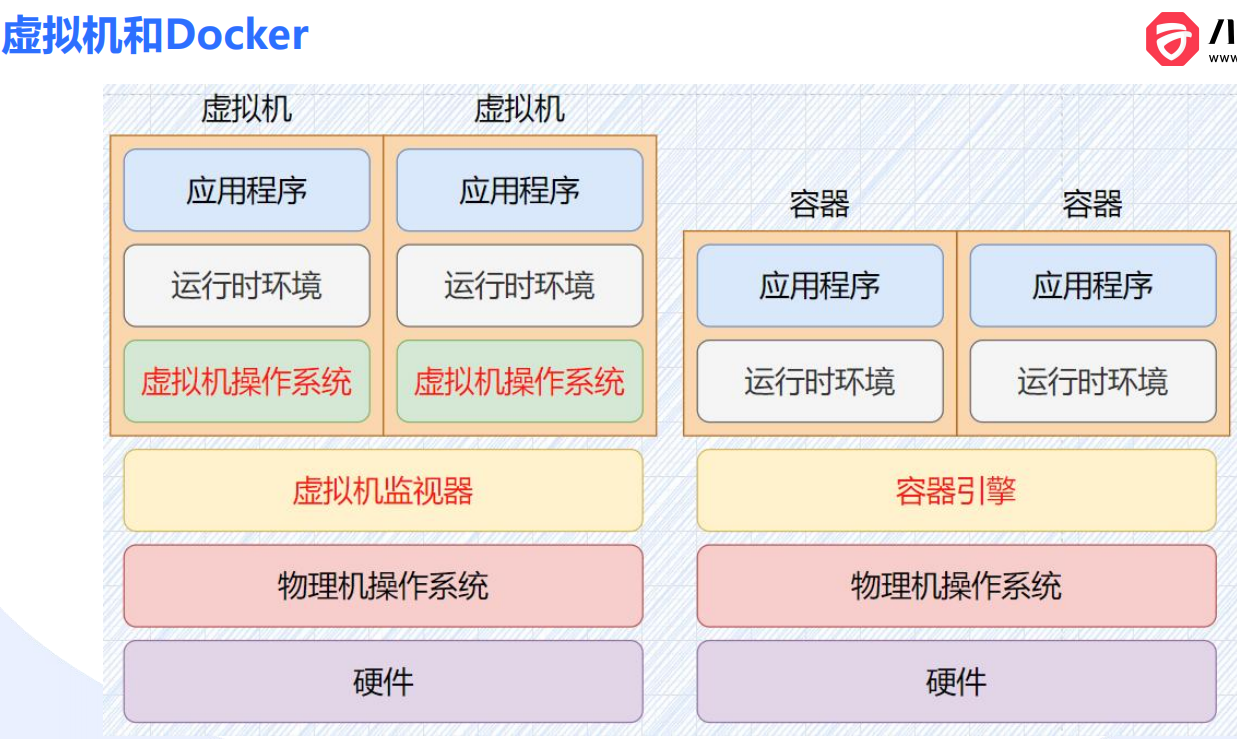 虚拟机和Docker
www
虚拟机
虚拟机
应用程序
应用程序
运行时环境
运行时环境
虚拟机操作系统
虚拟机操作系统
虚拟机监视器
物理机操作系统
硬件
容器
容器
应用程序
应用程序
运行时环境
运行时环境
容器引擎
物理机操作系统
硬件